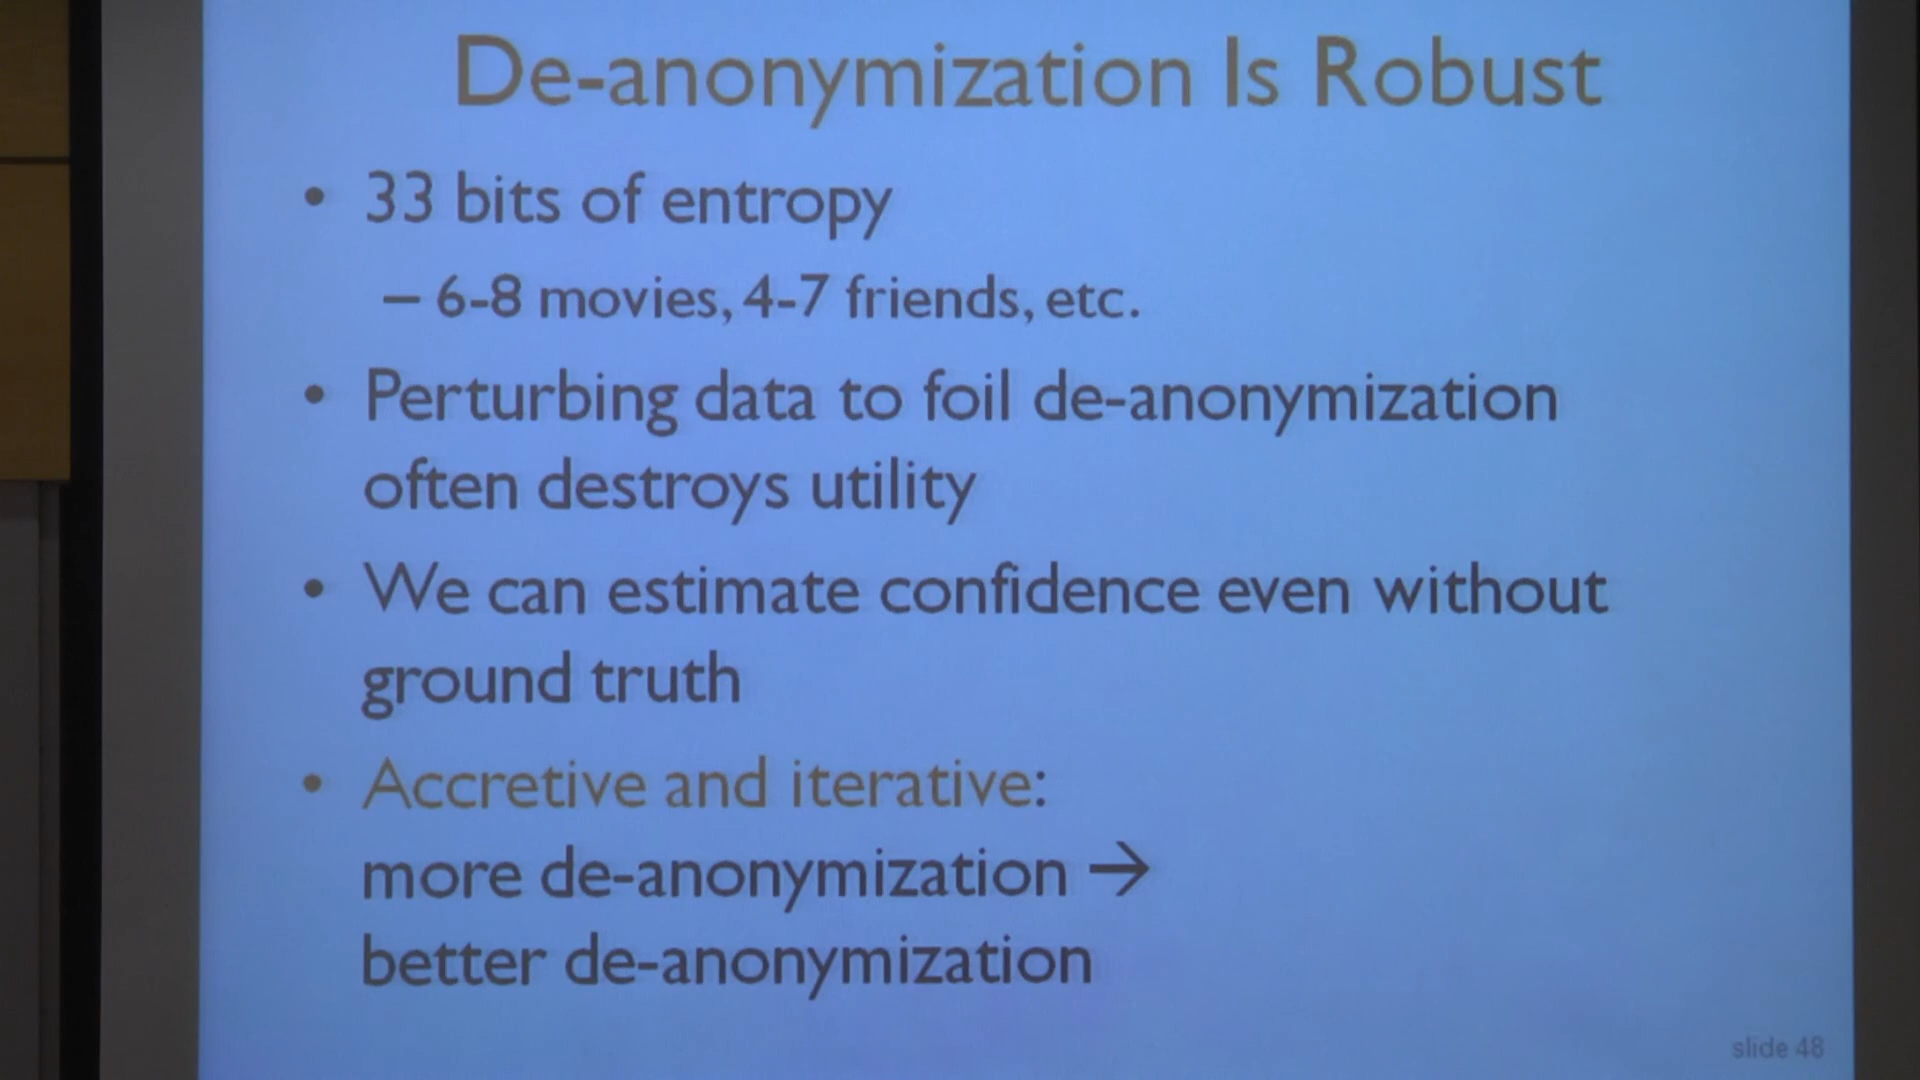 De-anonymization Is Robust
• 33 bits of entropy
– 6-8 movies, 4-7 friends, etc.
• Perturbing data to foil de-anonymization
often destroys utility
• We can estimate confidence even without
ground truth
• Accretive and iterative:
more de-anonymization →
better de-anonymization
slide 48